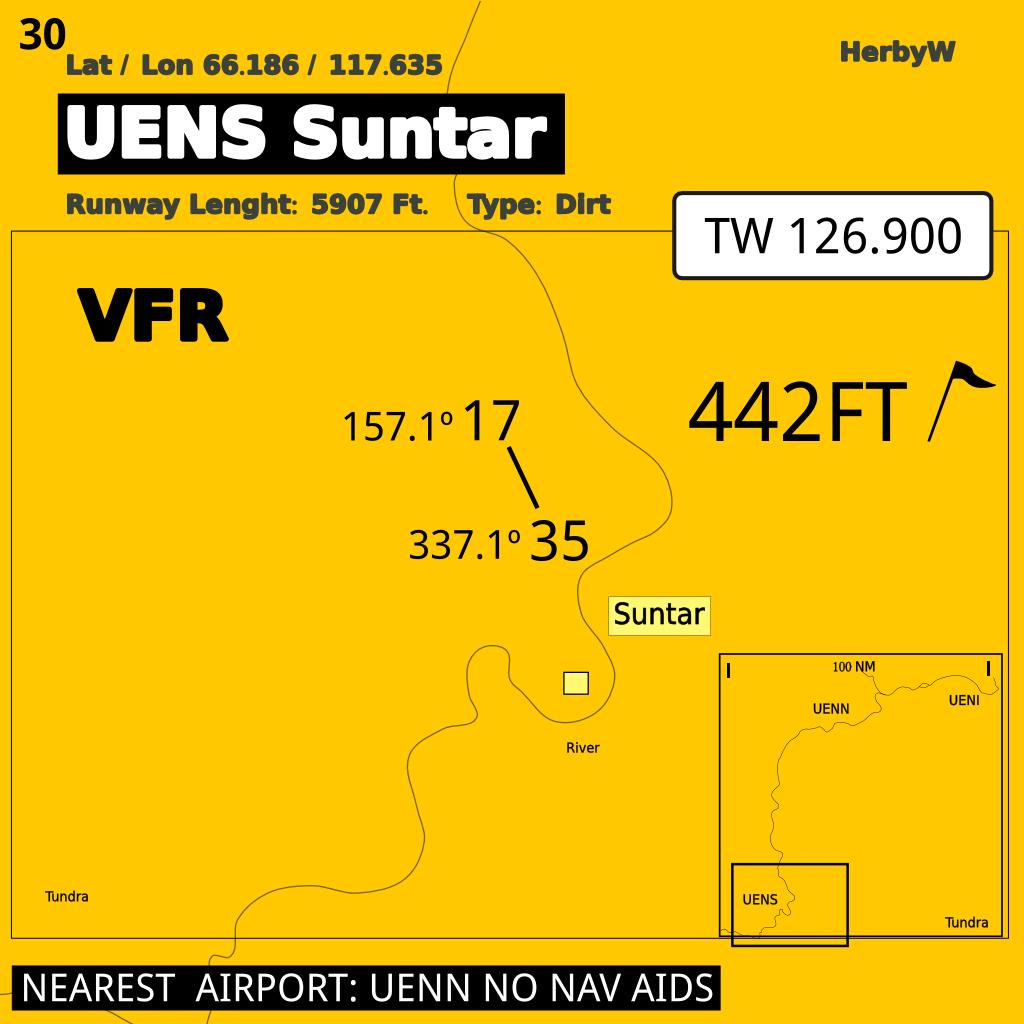 30
Lat / Lon 66.186 / 117.635
HerbyW
UENS Suntar
Runway Lenght: 5907 Ft. Type: Dirt
TW 126.900
VFR
442FT
157.1º 17
337.1º 35
Suntar
100 NM
UENI
UENN
River
Tundra
UENS
Tundra
NEAREST AIRPORT: UENN NO NAV AIDS